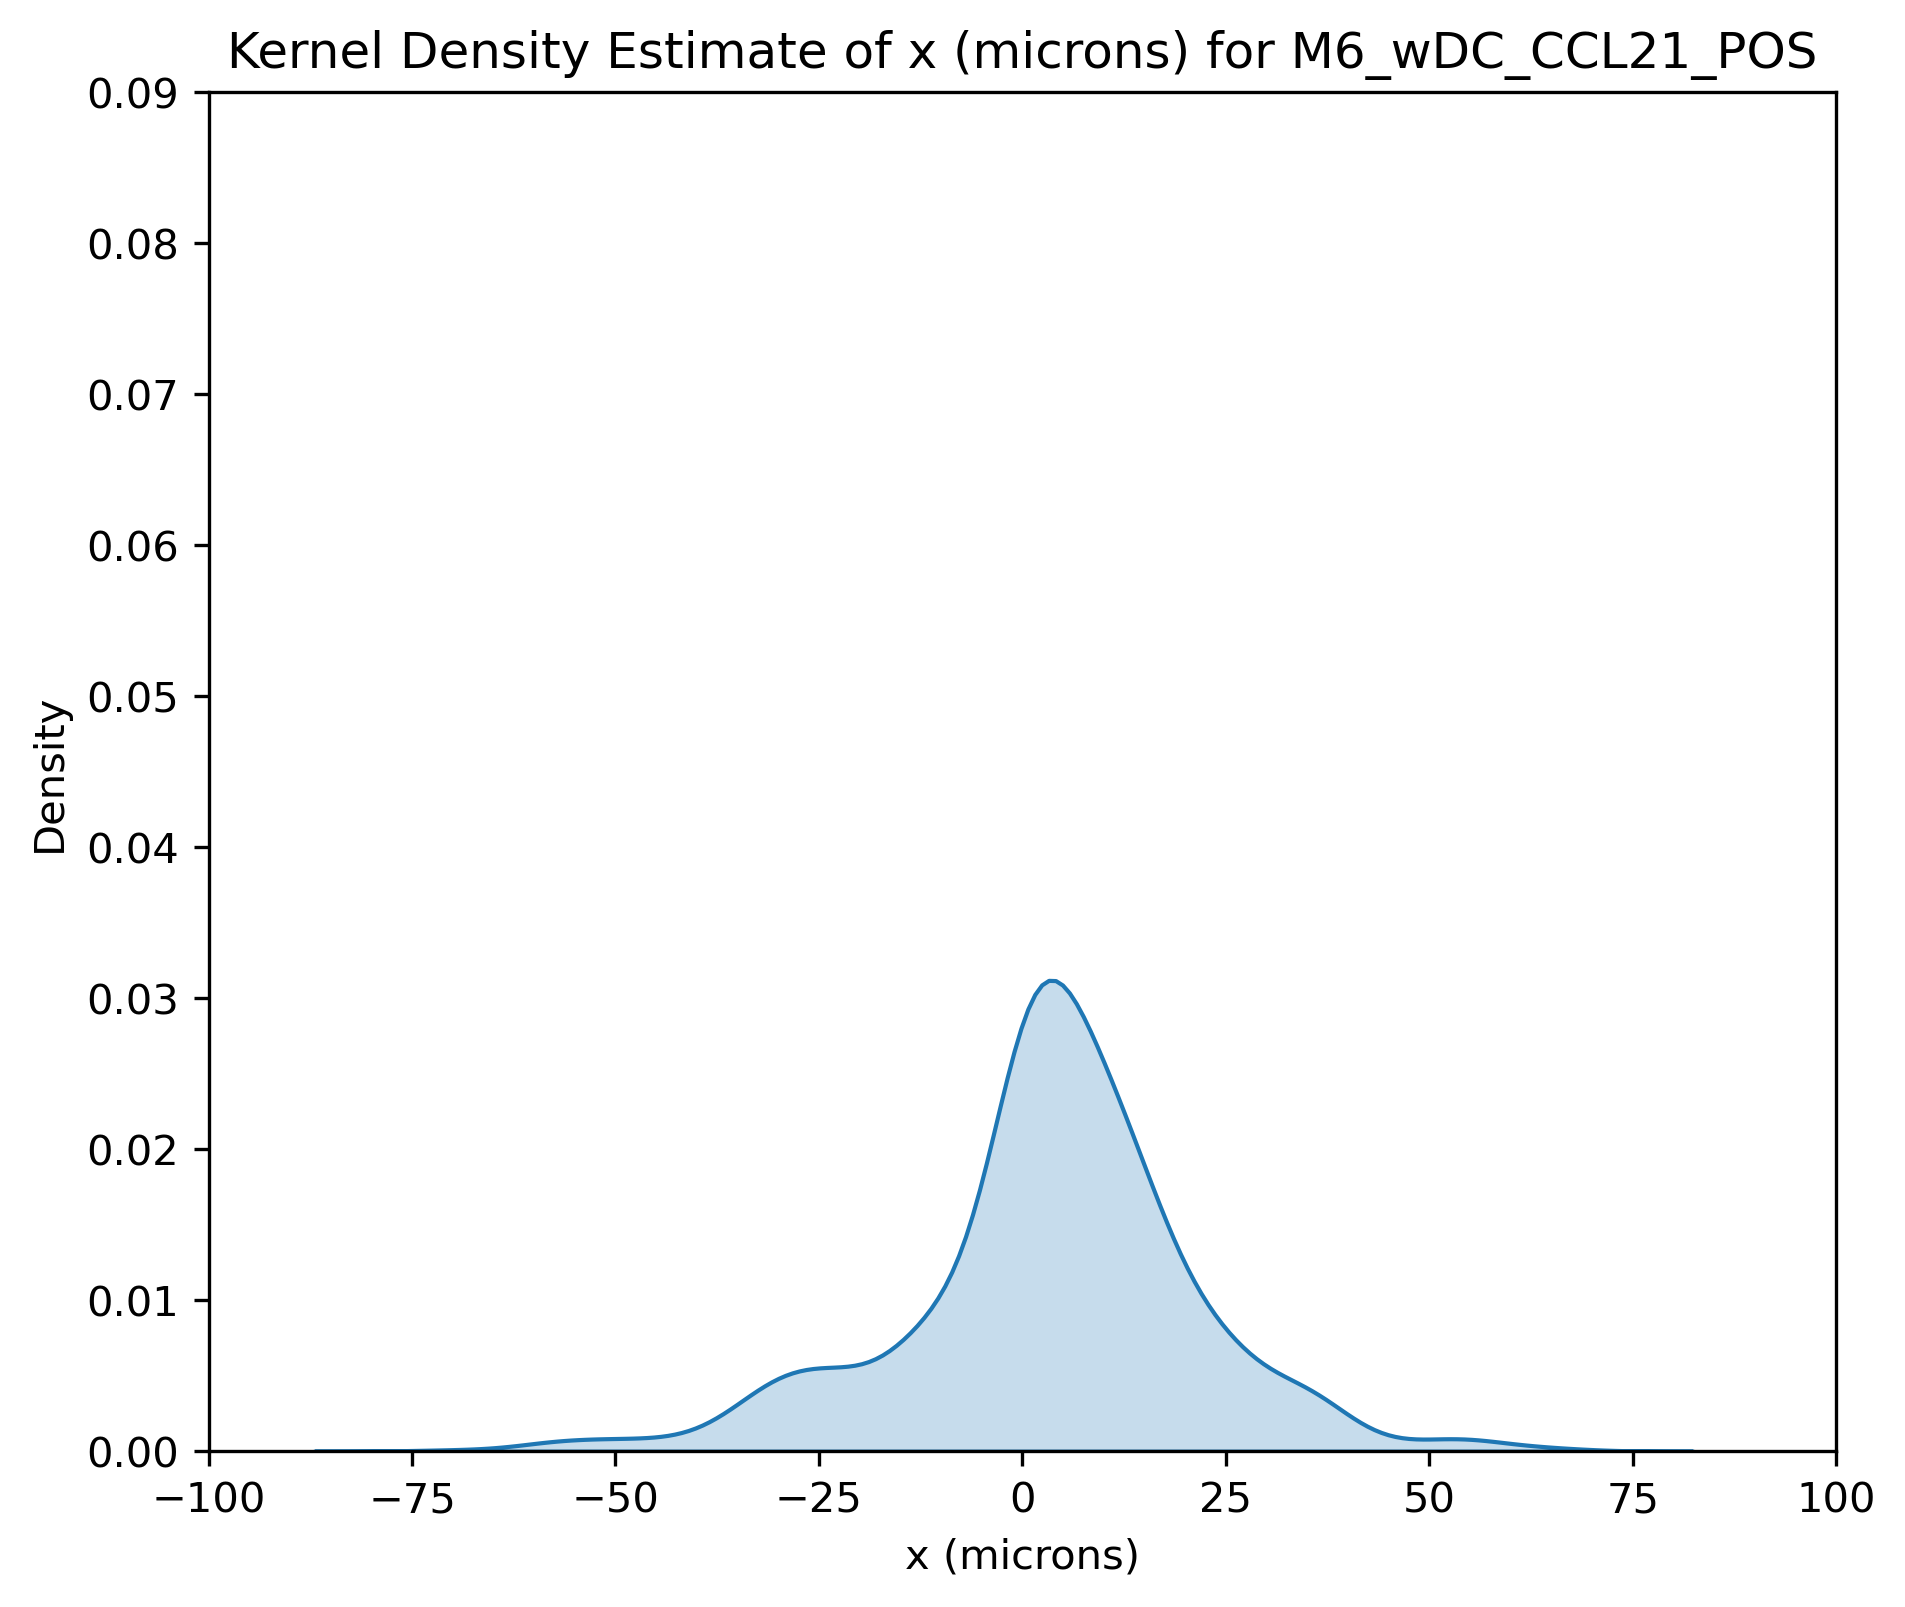 Kernel Density Estimate of x (microns) for M6_wDC_CCL21_POS
0.09
0.08
0.07
0.06
0.05
0.04
0.03
0.02
0.01
0.00
Density
−100 −75 −50 −25 0 25 50 75 100
x (microns)